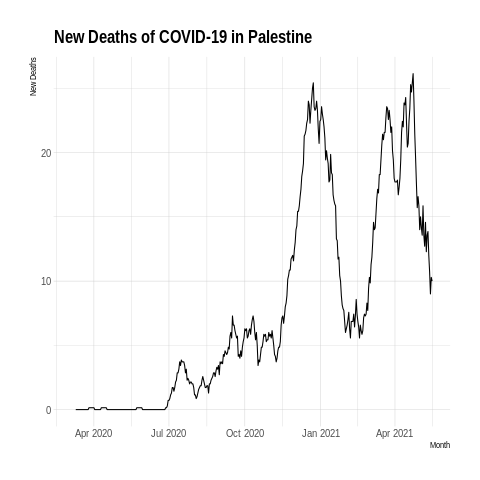 New Deaths of COVID-19 in Palestine
New Deaths
20
10
0
Apr 2020 Jul 2020 Oct 2020 Jan 2021 Apr 2021
Month